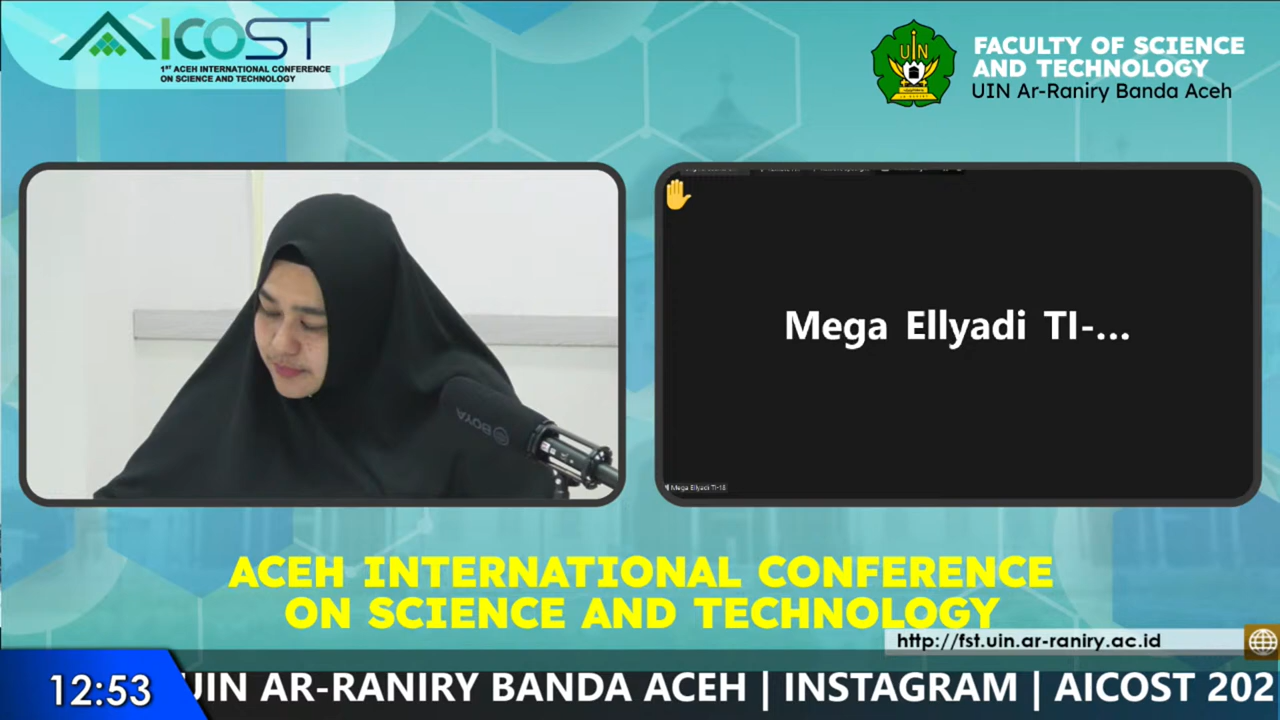 AICOST
1ST ACEH INTERNATIONAL CONFERENCE
ON SCIENCE AND TECHNOLOGY
UIN
FACULTY OF SCIENCE
AND TECHNOLOGY
UIN Ar-Raniry Banda Aceh
Mega Ellyadi TI-...
BOYA
Mega Ellyadi TI-18
ACEH INTERNATIONAL CONFERENCE
ON SCIENCE AND TECHNOLOGY
http://fst.uin.ar-raniry.ac.id
12:53
UIN AR-RANIRY BANDA ACEH | INSTAGRAM | AICOST 202